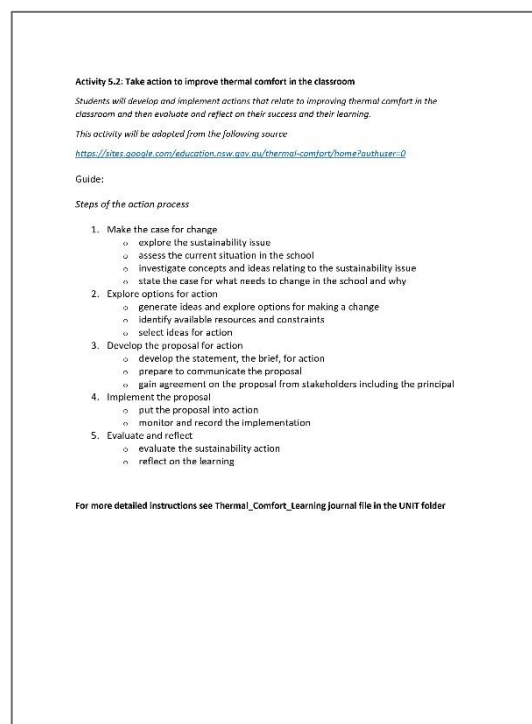 Activity 5.2: Take action to improve thermal comfort in the classroom
Students will develop and implement actions that relate to improving thermal comfort in the
classroom and then evaluate and reflect on their success and their learning.
This activity will be adapted from the following source
https://sites.google.com/education.nsw.gov.au/thermal-comfort/home?authuser=0
Guide:
Steps of the action process
1. Make the case for change
o explore the sustainability issue
o assess the current situation in the school
o investigate concepts and ideas relating to the sustainability issue
o state the case for what needs to change in the school and why
2. Explore options for action
o generate ideas and explore options for making a change
o identify available resources and constraints
o select ideas for action
3. Develop the proposal for action
o develop the statement, the brief, for action
o prepare to communicate the proposal
o gain agreement on the proposal from stakeholders including the principal
4. Implement the proposal
o put the proposal into action
o monitor and record the implementation
5. Evaluate and reflect
o evaluate the sustainability action
o reflect on the learning
For more detailed instructions see Thermal_Comfort_Learning journal file in the UNIT folder